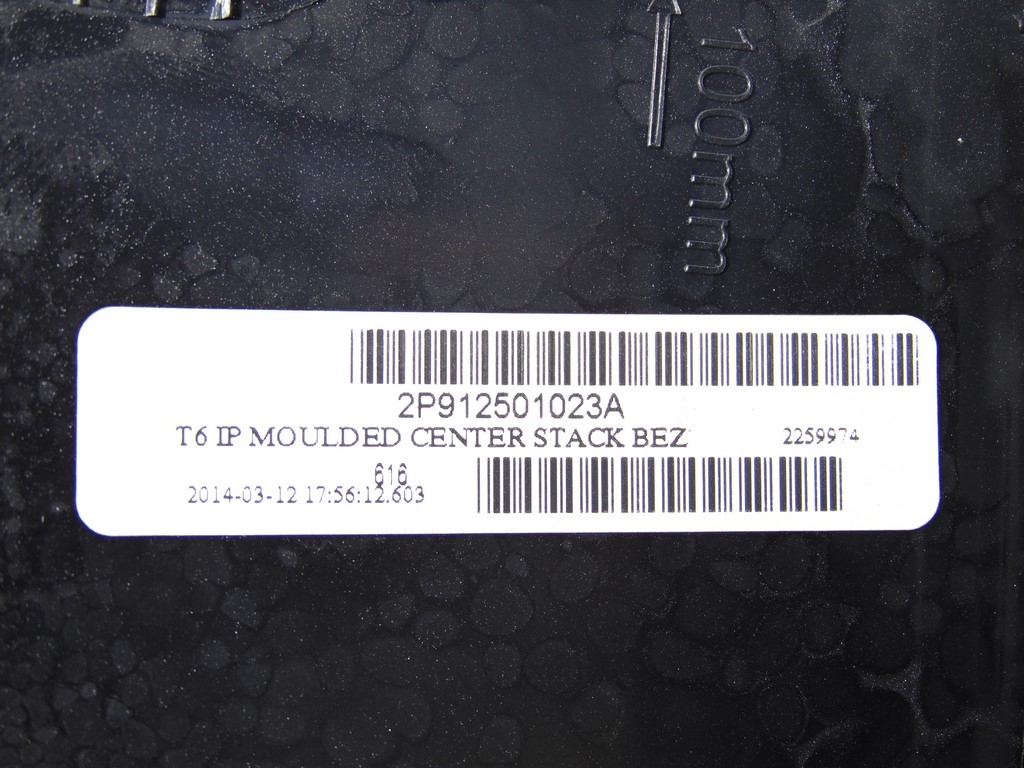 100mm
2P912501023A
T6 IP MOULDED CENTER STACK BEZ
2259974
616
2014-03-12 17:56:12.603